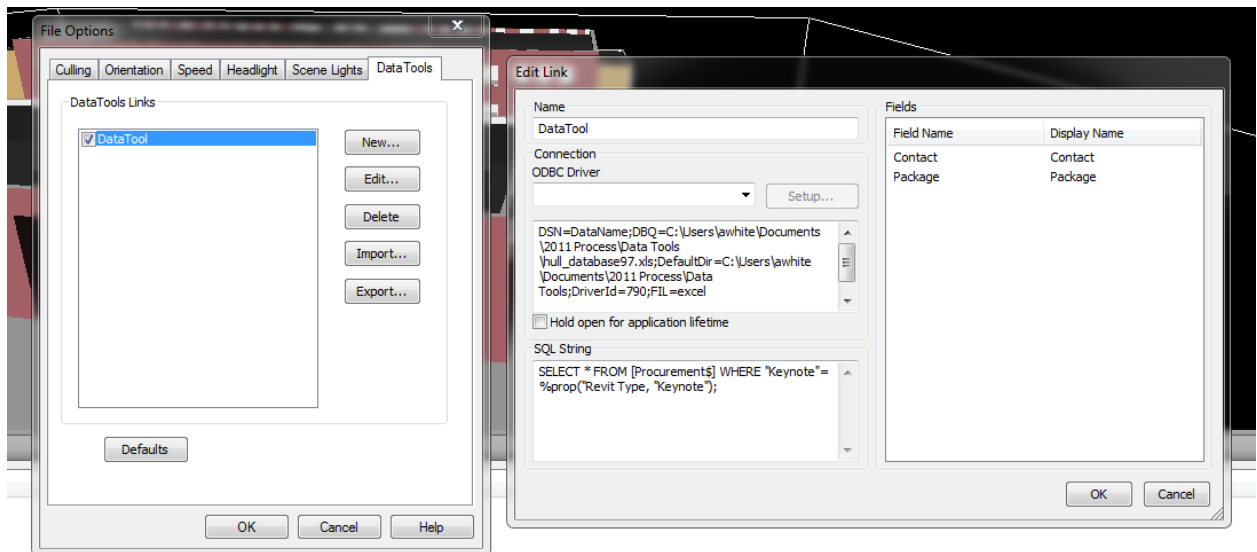 File Options
Culling
Orientation
Speed
Headlight
Scene Lights
DataTools
DataTools Links
DataTool
New...
Edit...
Delete
Import...
Export...
Defaults
OK
Cancel
Help
Edit Link
Name
DataTool
Connection
ODBC Driver
Setup...
DSN=DataName;DBQ=C:\Users\awhite\Documents
\2011 Process\Data Tools
\hull_database97.xls;DefaultDir=C:\Users\awhite
\Documents\2011 Process\Data
Tools;DriverId=790;FIL=excel
Hold open for application lifetime
SQL String
SELECT * FROM [Procurement$] WHERE "Keynote"=
%prop("Revit Type, "Keynote");
Fields
Field Name Display Name
Contact Contact
Package Package
OK
Cancel